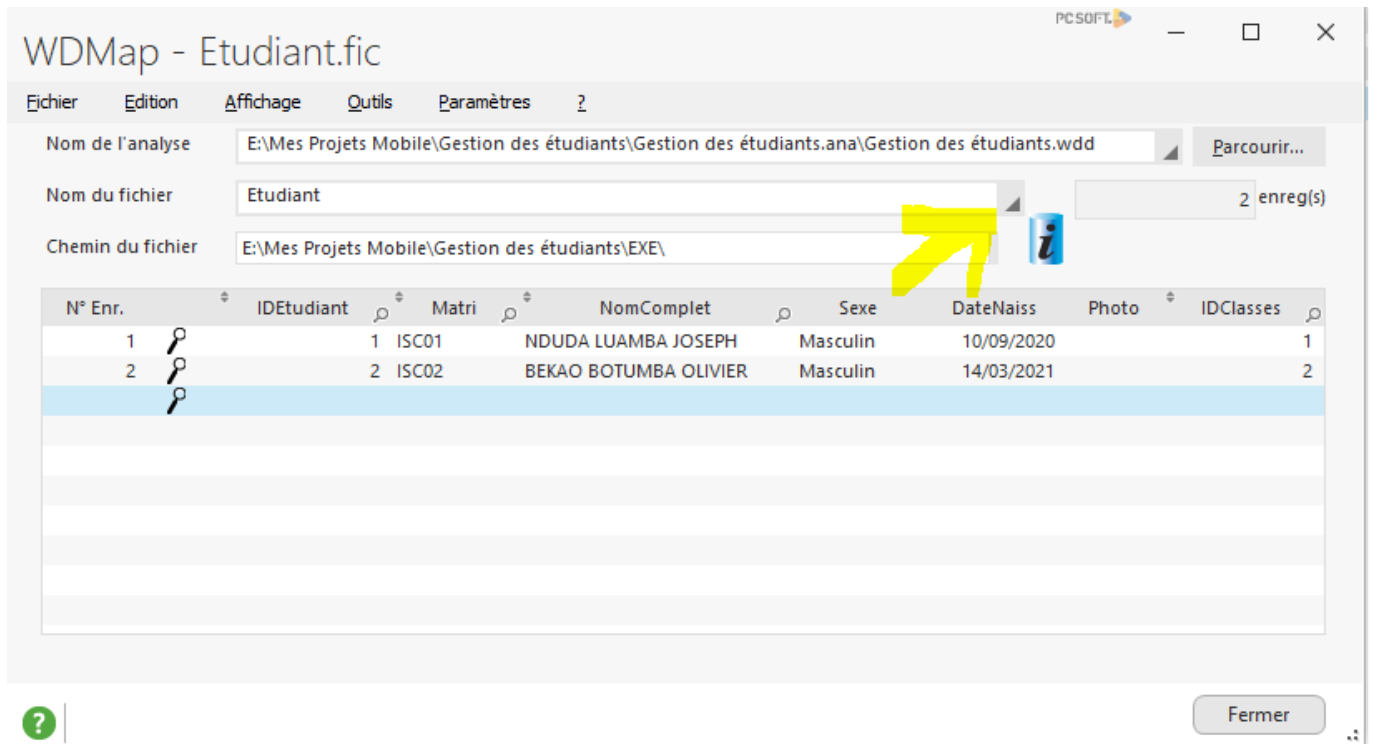 PC SOFT
WDMap - Etudiant.fic
Fichier Edition Affichage Outils Paramètres ?
Nom de l'analyse E:\Mes Projets Mobile\Gestion des étudiants\Gestion des étudiants.ana\Gestion des étudiants.wdd Parcourir...
Nom du fichier Etudiant 2 enreg(s)
i
Chemin du fichier E:\Mes Projets Mobile\Gestion des étudiants\EXE\
N° Enr. IDEtudiant Matri NomComplet Sexe DateNaiss Photo IDClasses
1 1 ISC01 NDUDA LUAMBA JOSEPH Masculin 10/09/2020 1
2 2 ISC02 BEKAO BOTUMBA OLIVIER Masculin 14/03/2021 2
? Fermer